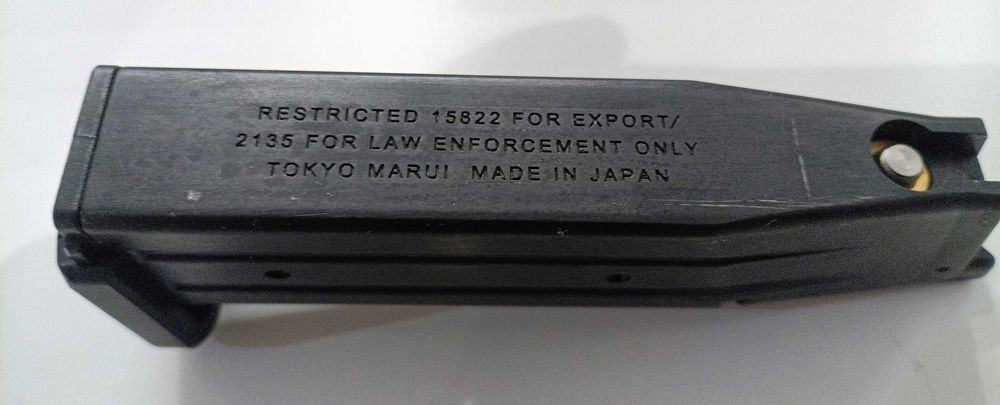 RESTRICTED 15822 FOR EXPORT/
2135 FOR LAW ENFORCEMENT ONLY
TOKYO MARUI MADE IN JAPAN